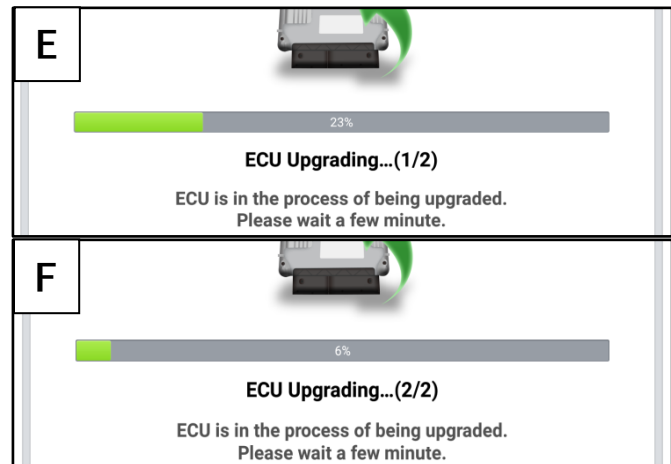 E
23%
ECU Upgrading...(1/2)
ECU is in the process of being upgraded.
Please wait a few minute.
F
6%
ECU Upgrading...(2/2)
ECU is in the process of being upgraded.
Please wait a few minute.